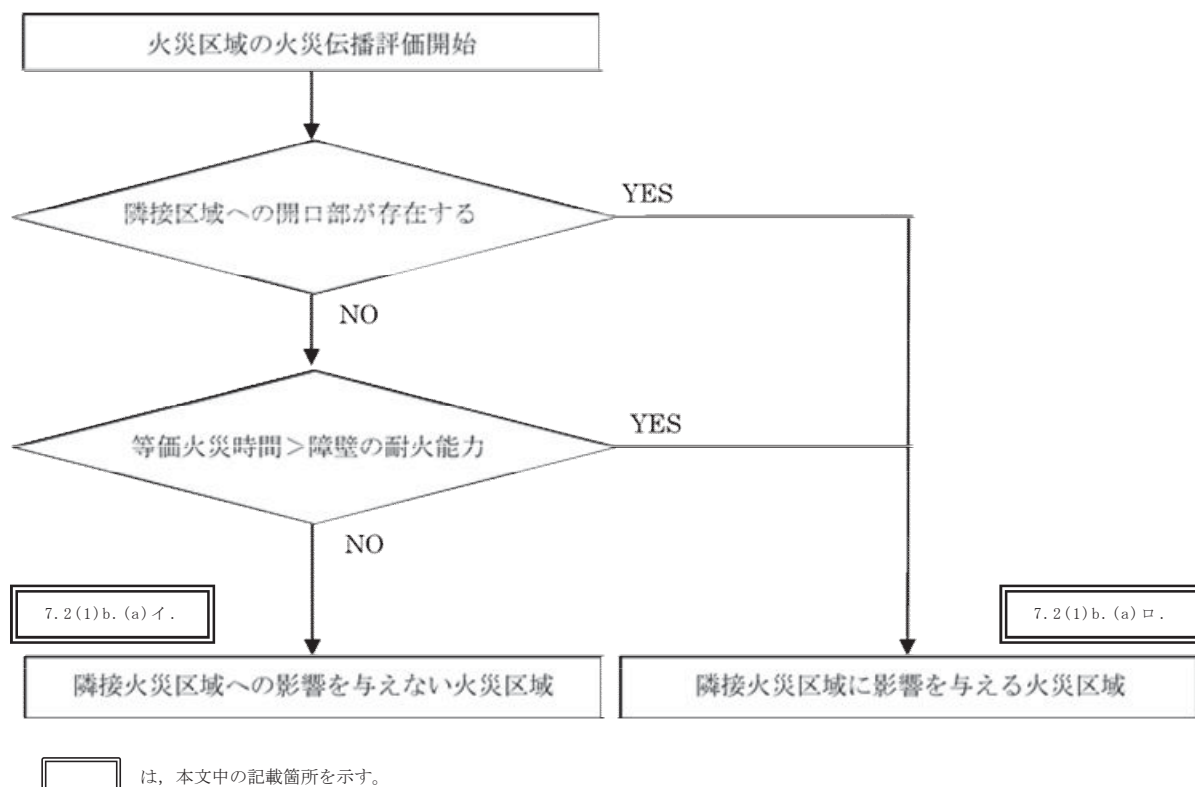 火災区域の火災伝播評価開始
隣接区域への開口部が存在する
YES
NO
等価火災時間＞障壁の耐火能力
YES
NO
7.2(1)b.(a)イ.
7.2(1)b.(a)ロ.
隣接火災区域への影響を与えない火災区域
隣接火災区域に影響を与える火災区域
は，本文中の記載箇所を示す。